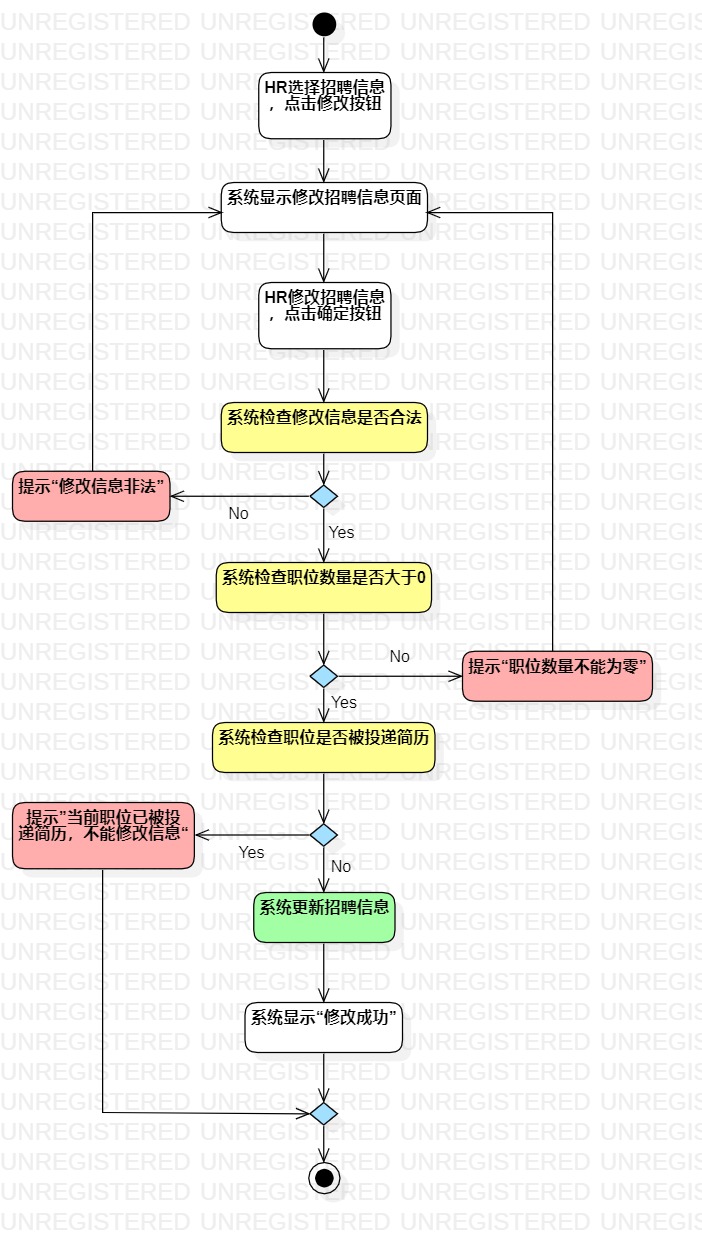 HR选择招聘信息
，点击修改按钮
系统显示修改招聘信息页面
HR修改招聘信息
，点击确定按钮
系统检查修改信息是否合法
提示“修改信息非法”
No
Yes
系统检查职位数量是否大于0
No
提示“职位数量不能为零”
Yes
系统检查职位是否被投递简历
提示”当前职位已被投
递简历，不能修改信息“
Yes
No
系统更新招聘信息
系统显示“修改成功”
UNREGISTERED